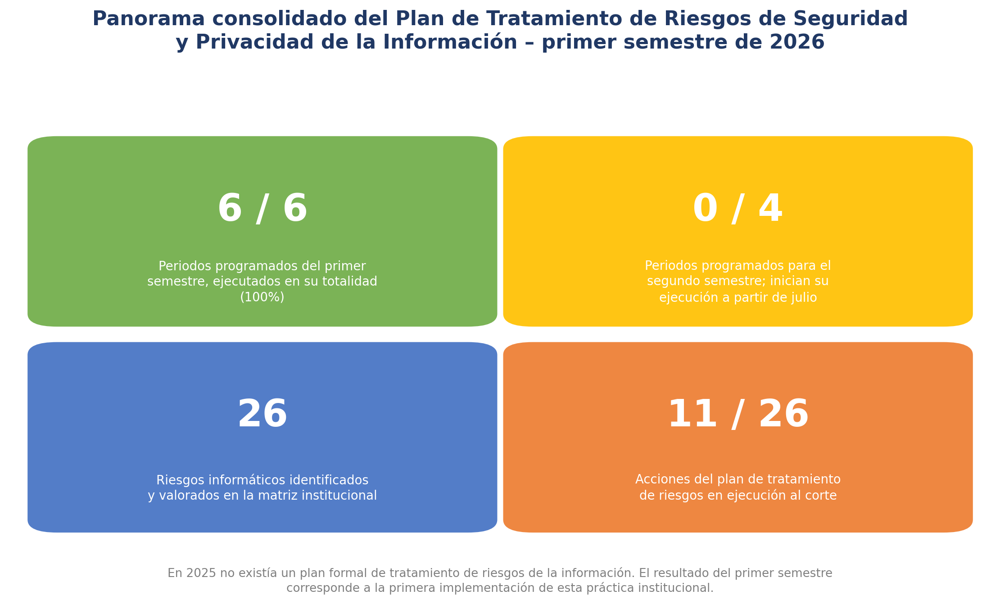 Panorama consolidado del Plan de Tratamiento de Riesgos de Seguridad
y Privacidad de la Información – primer semestre de 2026
6 / 6
Periodos programados del primer
semestre, ejecutados en su totalidad
(100%)
0 / 4
Periodos programados para el
segundo semestre; inician su
ejecución a partir de julio
26
Riesgos informáticos identificados
y valorados en la matriz institucional
11 / 26
Acciones del plan de tratamiento
de riesgos en ejecución al corte
En 2025 no existía un plan formal de tratamiento de riesgos de la información. El resultado del primer semestre
corresponde a la primera implementación de esta práctica institucional.